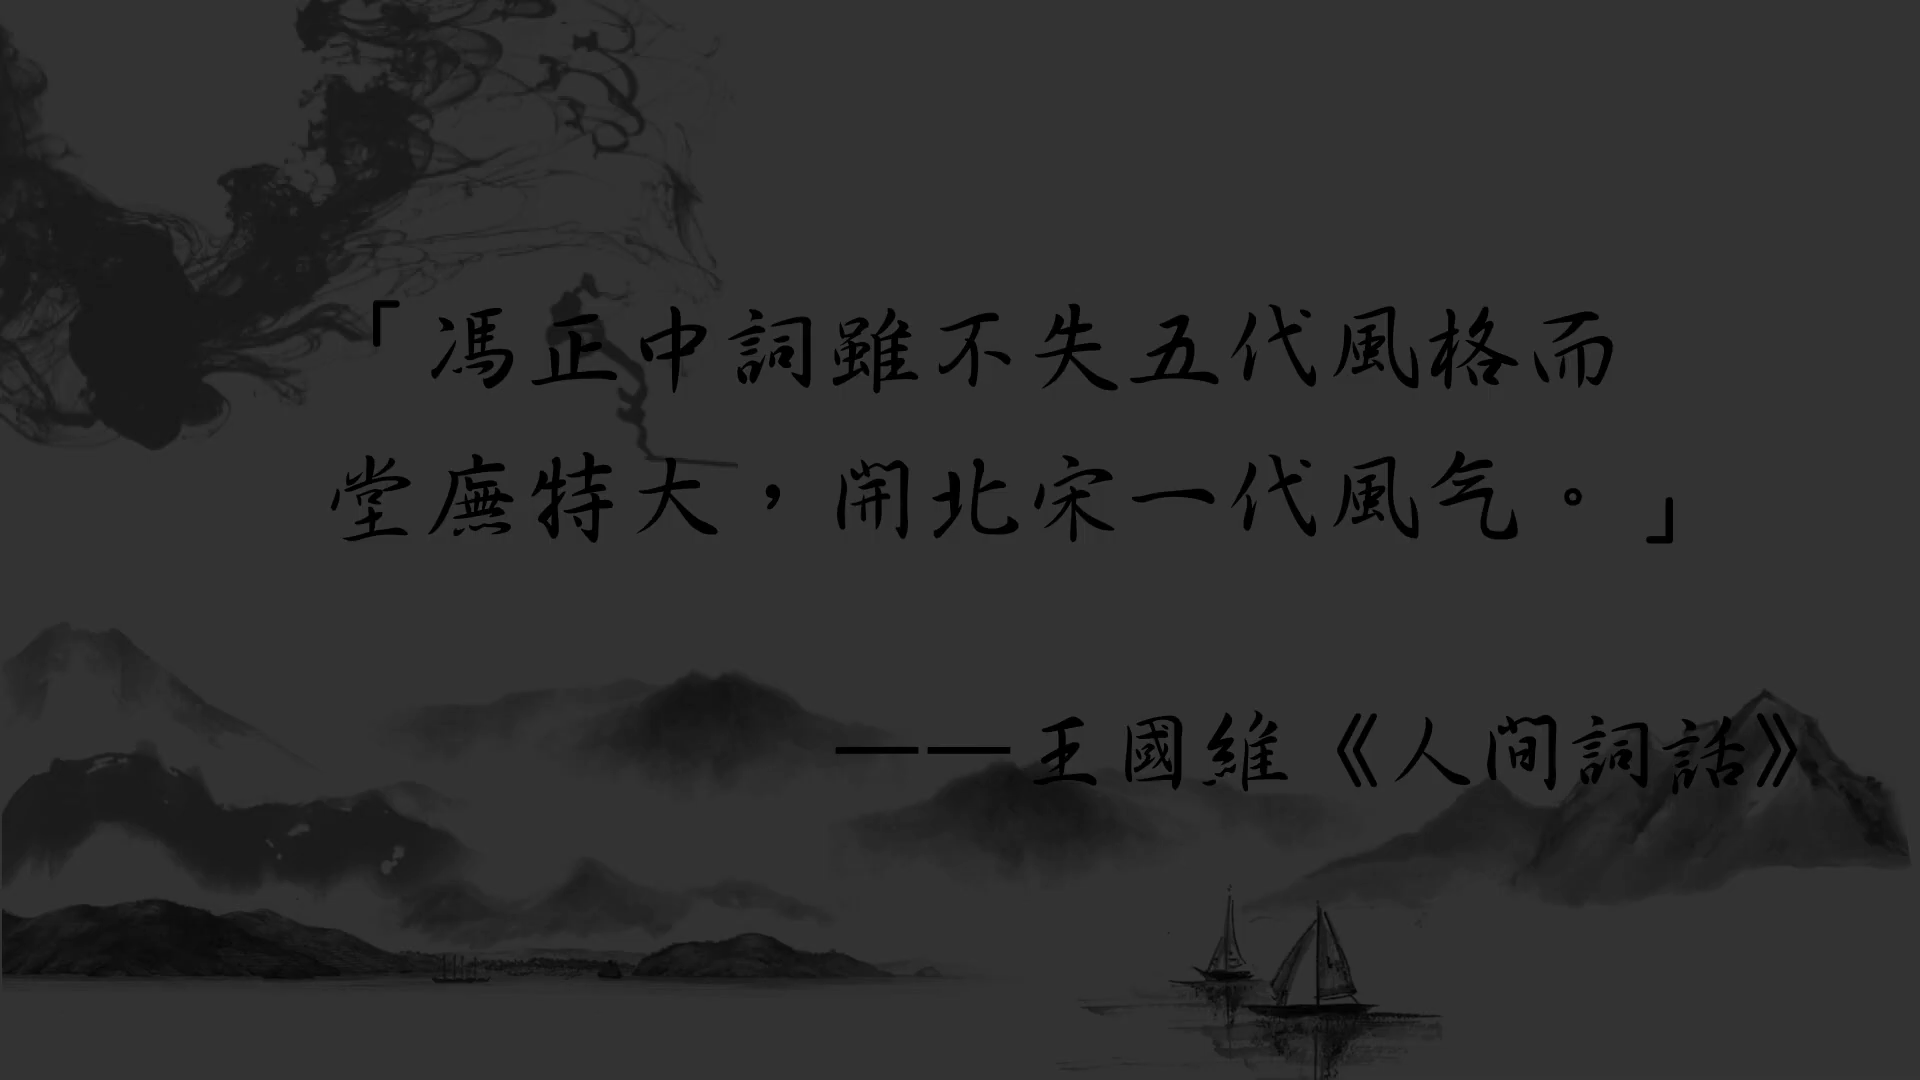 「馮正中詞雖不失五代風格而
堂廡特大，開北宋一代風气。」
——王國維《人間詞話》